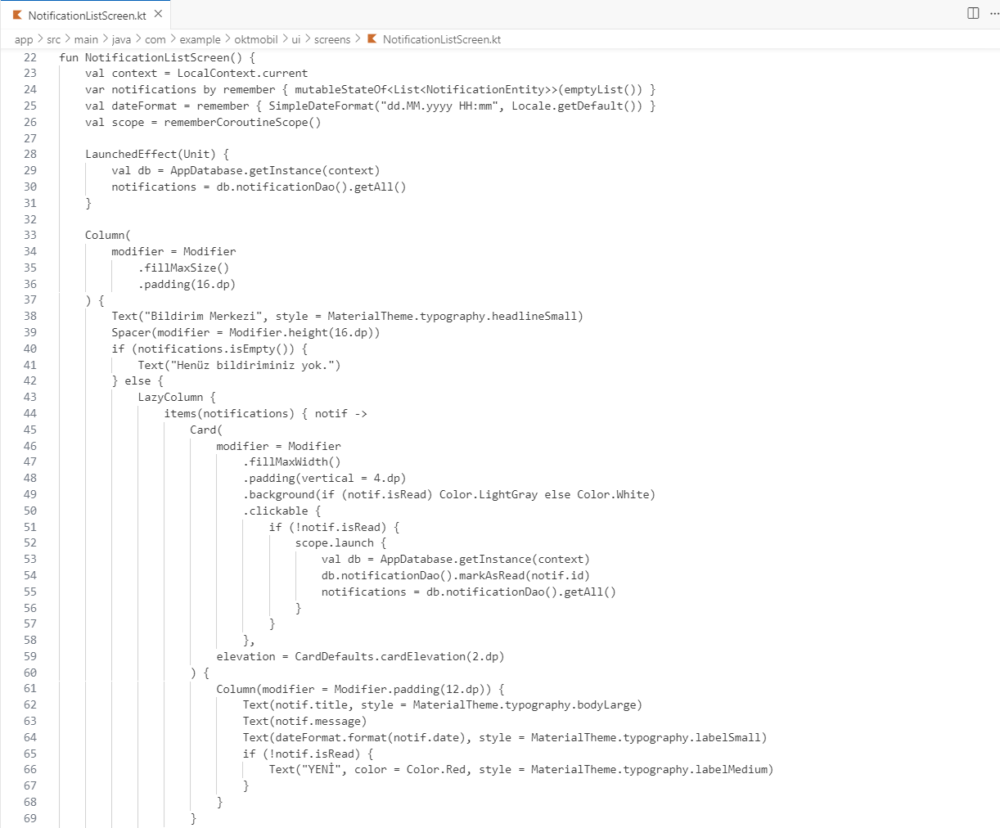 NotificationListScreen.kt
app > src > main > java > com > example > oktmobil > ui > screens > NotificationListScreen.kt
22 fun NotificationListScreen() {
23     val context = LocalContext.current
24     var notifications by remember { mutableStateOf<List<NotificationEntity>>(emptyList()) }
25     val dateFormat = remember { SimpleDateFormat("dd.MM.yyyy HH:mm", Locale.getDefault()) }
26     val scope = rememberCoroutineScope()
27
28     LaunchedEffect(Unit) {
29         val db = AppDatabase.getInstance(context)
30         notifications = db.notificationDao().getAll()
31     }
32
33     Column(
34         modifier = Modifier
35             .fillMaxSize()
36             .padding(16.dp)
37     ) {
38         Text("Bildirim Merkezi", style = MaterialTheme.typography.headlineSmall)
39         Spacer(modifier = Modifier.height(16.dp))
40         if (notifications.isEmpty()) {
41             Text("Henüz bildiriminiz yok.")
42         } else {
43             LazyColumn {
44                 items(notifications) { notif ->
45                     Card(
46                         modifier = Modifier
47                             .fillMaxWidth()
48                             .padding(vertical = 4.dp)
49                             .background(if (notif.isRead) Color.LightGray else Color.White)
50                             .clickable {
51                                 if (!notif.isRead) {
52                                     scope.launch {
53                                         val db = AppDatabase.getInstance(context)
54                                         db.notificationDao().markAsRead(notif.id)
55                                         notifications = db.notificationDao().getAll()
56                                     }
57                                 }
58                             },
59                         elevation = CardDefaults.cardElevation(2.dp)
60                     ) {
61                         Column(modifier = Modifier.padding(12.dp)) {
62                             Text(notif.title, style = MaterialTheme.typography.bodyLarge)
63                             Text(notif.message)
64                             Text(dateFormat.format(notif.date), style = MaterialTheme.typography.labelSmall)
65                             if (!notif.isRead) {
66                                 Text("YENİ", color = Color.Red, style = MaterialTheme.typography.labelMedium)
67                             }
68                         }
69                     }